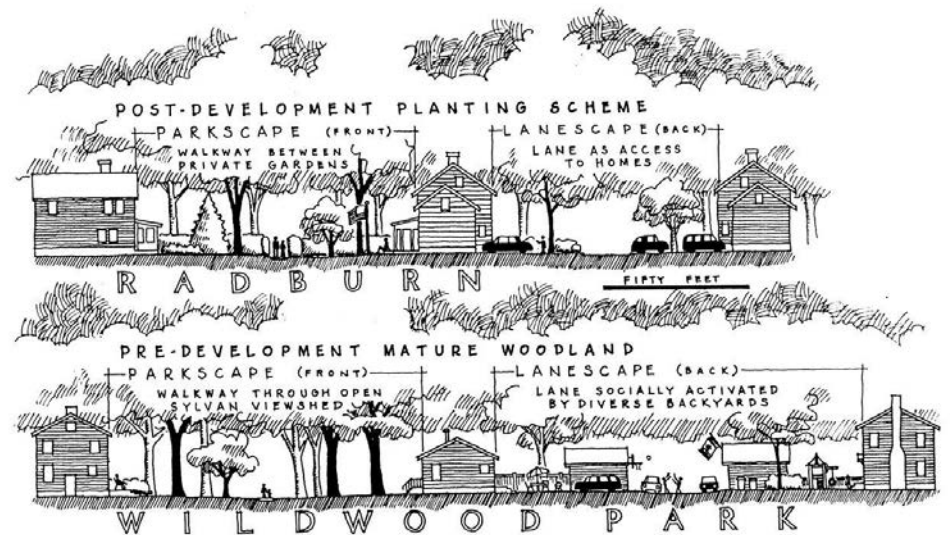 POST-DEVELOPMENT PLANTING SCHEME
PARKSCAPE (FRONT)
LANESCAPE (BACK)
WALKWAY BETWEEN
PRIVATE GARDENS
LANE AS ACCESS
TO HOMES
RADBURN
FIFTY FEET
PRE-DEVELOPMENT MATURE WOODLAND
PARKSCAPE (FRONT)
LANESCAPE (BACK)
WALKWAY THROUGH OPEN
SYLVAN VIEWSHED
LANE SOCIALLY ACTIVATED
BY DIVERSE BACKYARDS
WILDWOOD PARK